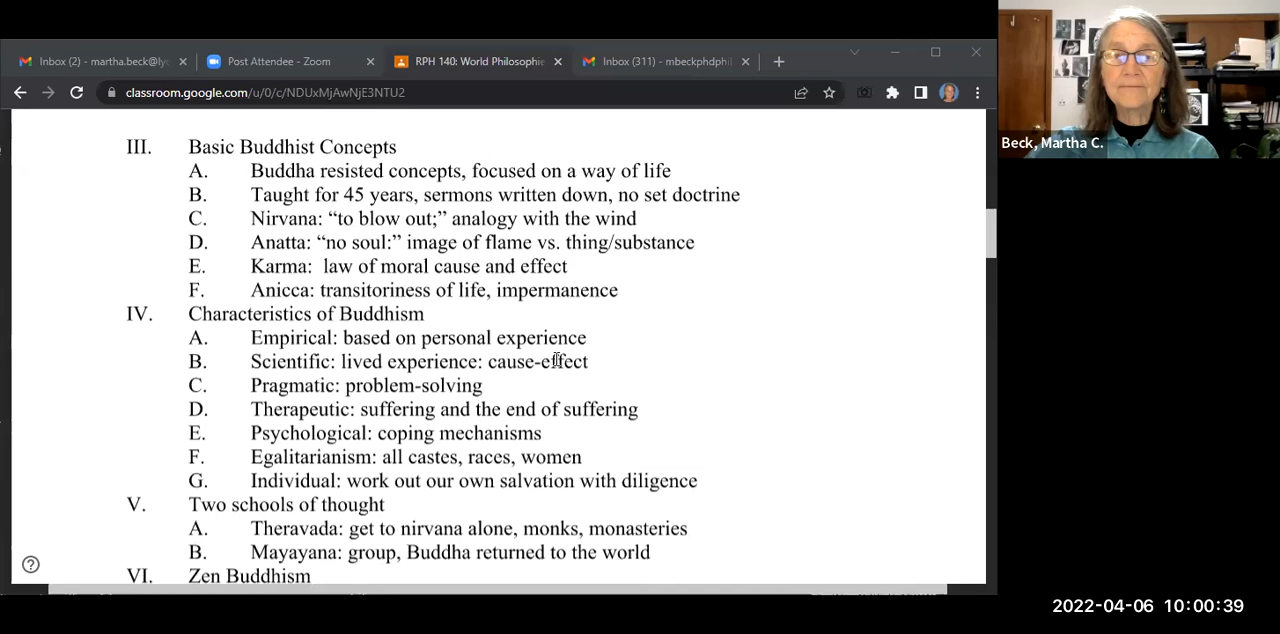 Inbox (2) - martha.beck@lyo
Post Attendee - Zoom
RPH 140: World Philosophie
Inbox (311) - mbeckphdphil
classroom.google.com/u/0/c/NDUxMjAwNjE3NTU2
Beck, Martha C.
III. Basic Buddhist Concepts
A. Buddha resisted concepts, focused on a way of life
B. Taught for 45 years, sermons written down, no set doctrine
C. Nirvana: “to blow out;” analogy with the wind
D. Anatta: “no soul:” image of flame vs. thing/substance
E. Karma: law of moral cause and effect
F. Anicca: transitoriness of life, impermanence
IV. Characteristics of Buddhism
A. Empirical: based on personal experience
B. Scientific: lived experience: cause-effect
C. Pragmatic: problem-solving
D. Therapeutic: suffering and the end of suffering
E. Psychological: coping mechanisms
F. Egalitarianism: all castes, races, women
G. Individual: work out our own salvation with diligence
V. Two schools of thought
A. Theravada: get to nirvana alone, monks, monasteries
B. Mayayana: group, Buddha returned to the world
VI. Zen Buddhism
2022-04-06 10:00:39